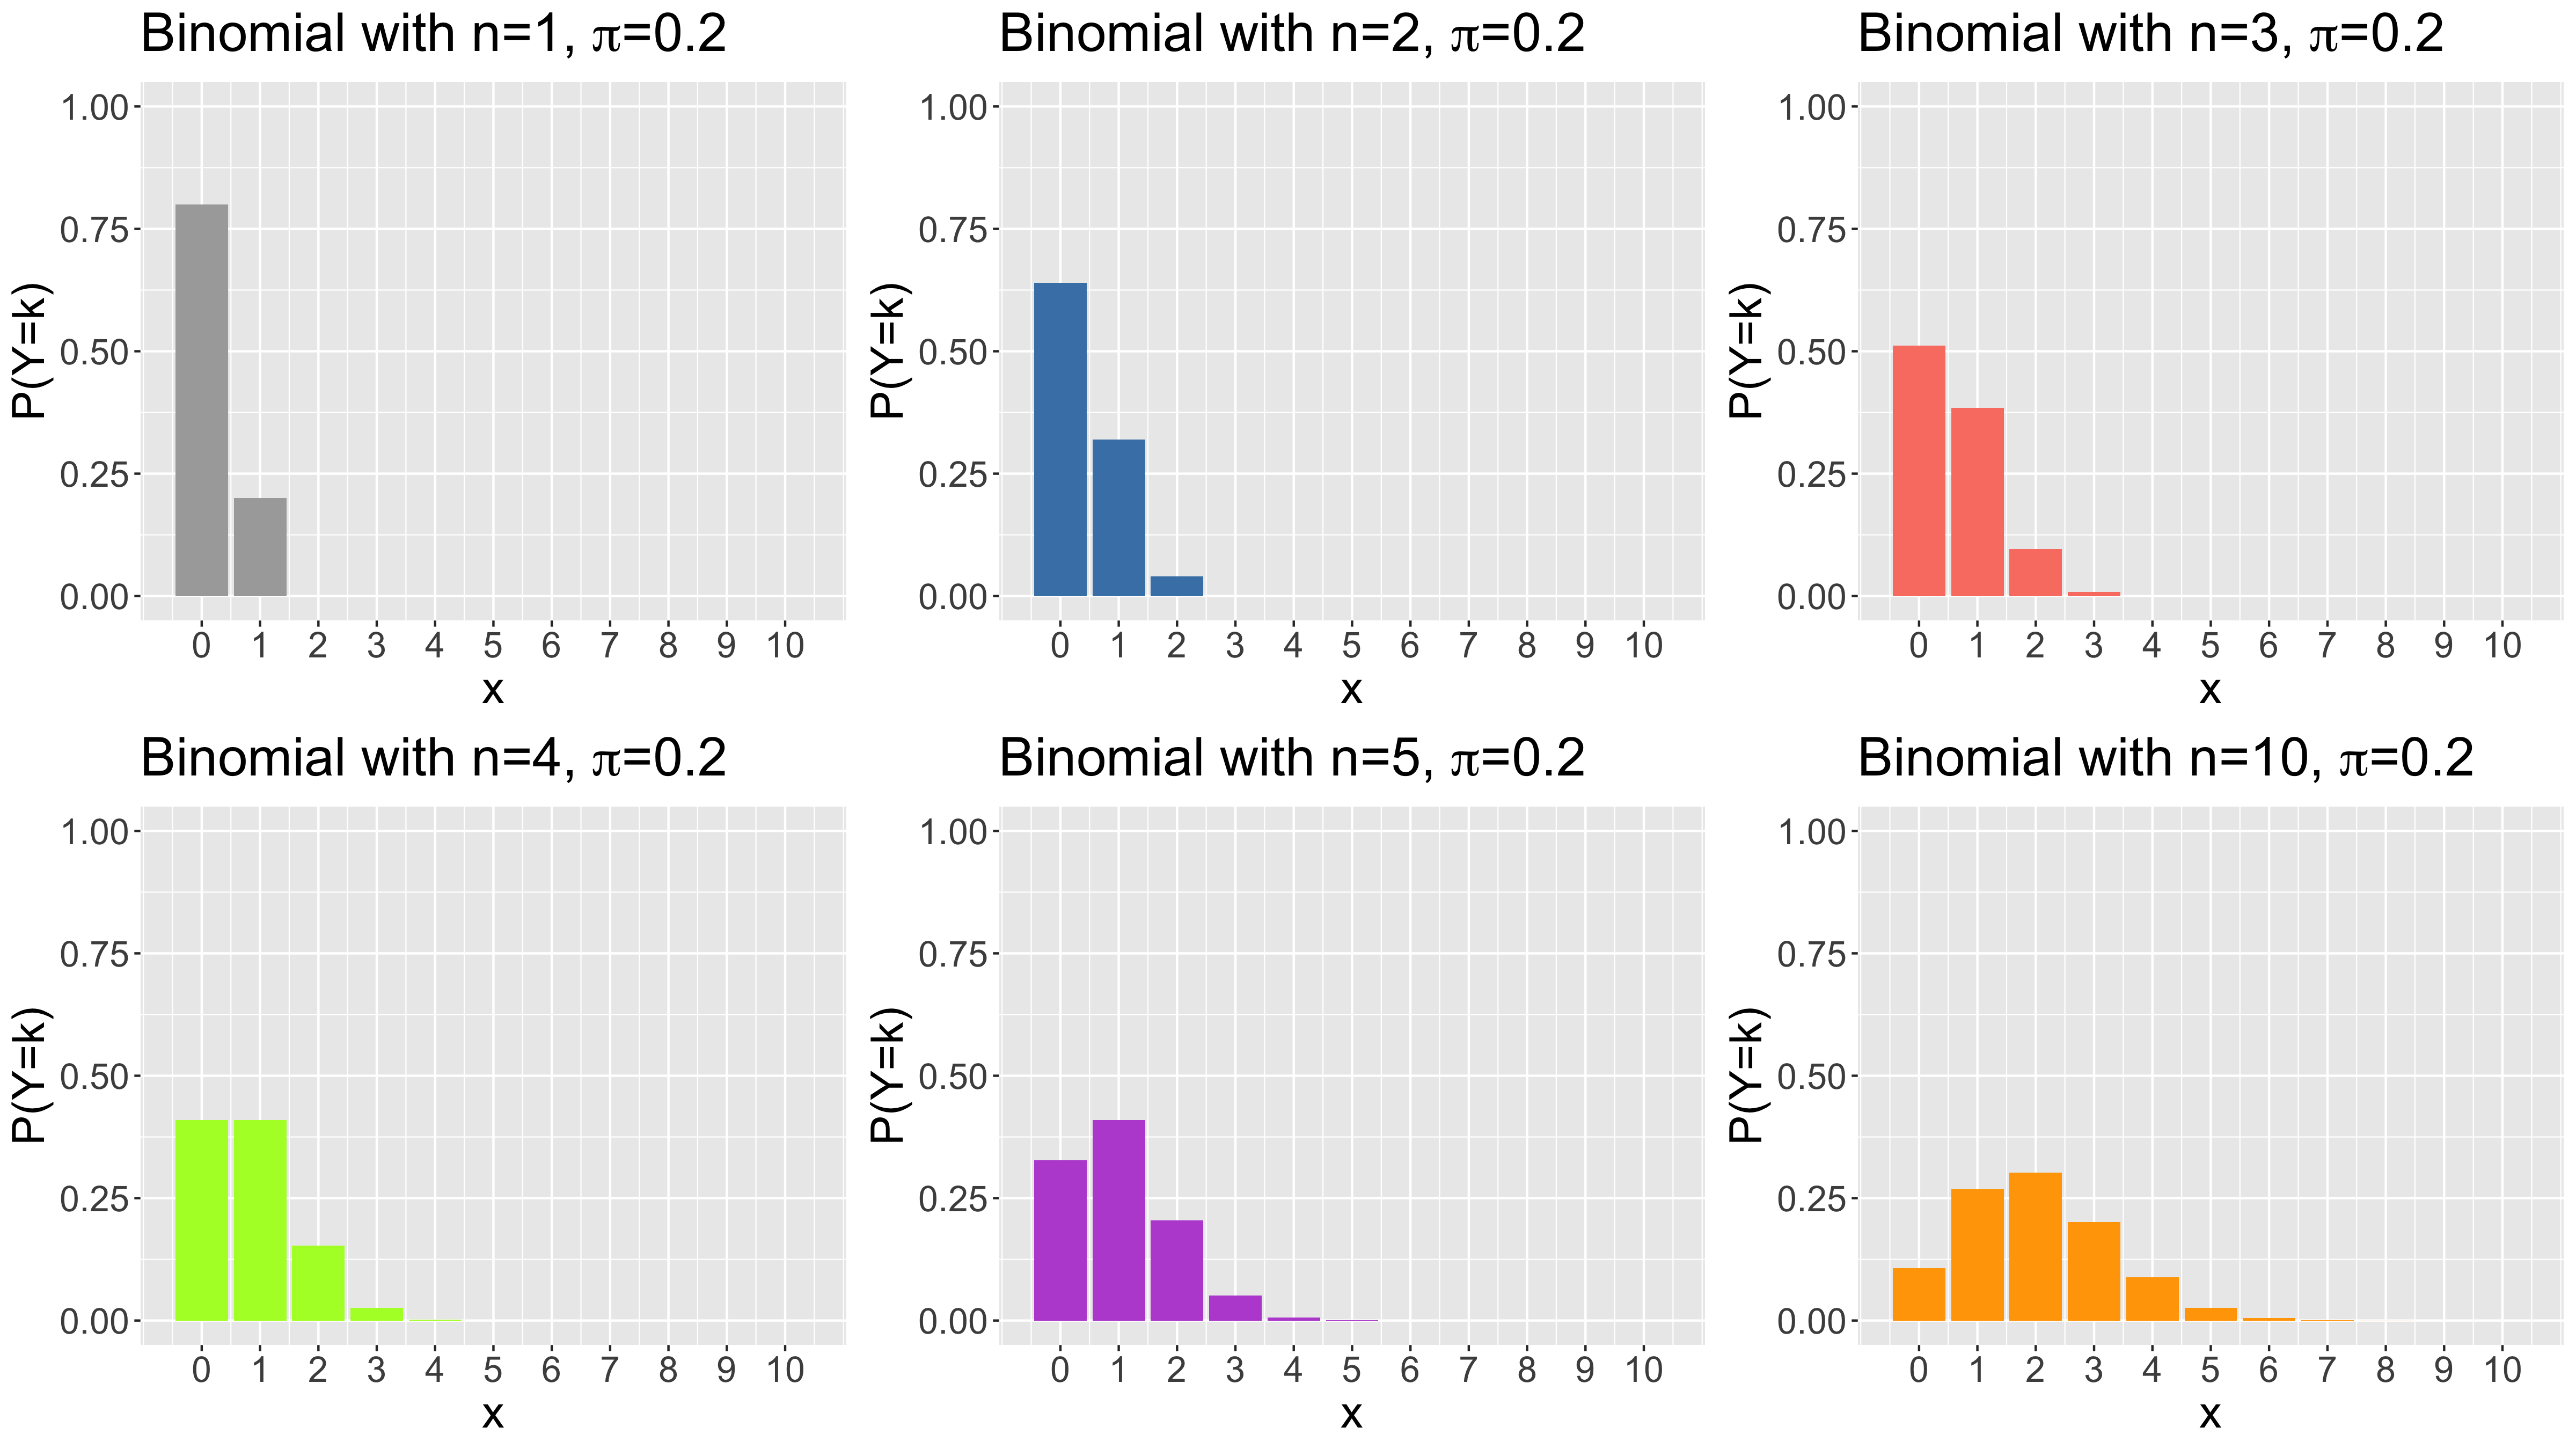 Binomial with n=1, π=0.2
P(Y=k)
1.00
0.75
0.50
0.25
0.00
0 1 2 3 4 5 6 7 8 9 10
x
Binomial with n=2, π=0.2
P(Y=k)
1.00
0.75
0.50
0.25
0.00
0 1 2 3 4 5 6 7 8 9 10
x
Binomial with n=3, π=0.2
P(Y=k)
1.00
0.75
0.50
0.25
0.00
0 1 2 3 4 5 6 7 8 9 10
x
Binomial with n=4, π=0.2
P(Y=k)
1.00
0.75
0.50
0.25
0.00
0 1 2 3 4 5 6 7 8 9 10
x
Binomial with n=5, π=0.2
P(Y=k)
1.00
0.75
0.50
0.25
0.00
0 1 2 3 4 5 6 7 8 9 10
x
Binomial with n=10, π=0.2
P(Y=k)
1.00
0.75
0.50
0.25
0.00
0 1 2 3 4 5 6 7 8 9 10
x